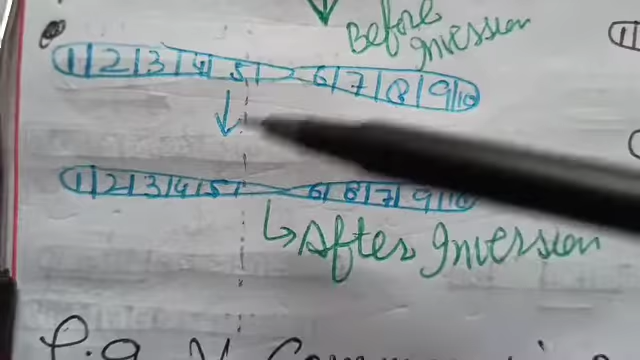 Before
Inversion
1 2 3 4 5 6 7 8 9 10
1 2 3 4 5 6 8 7 9 10
After Inversion